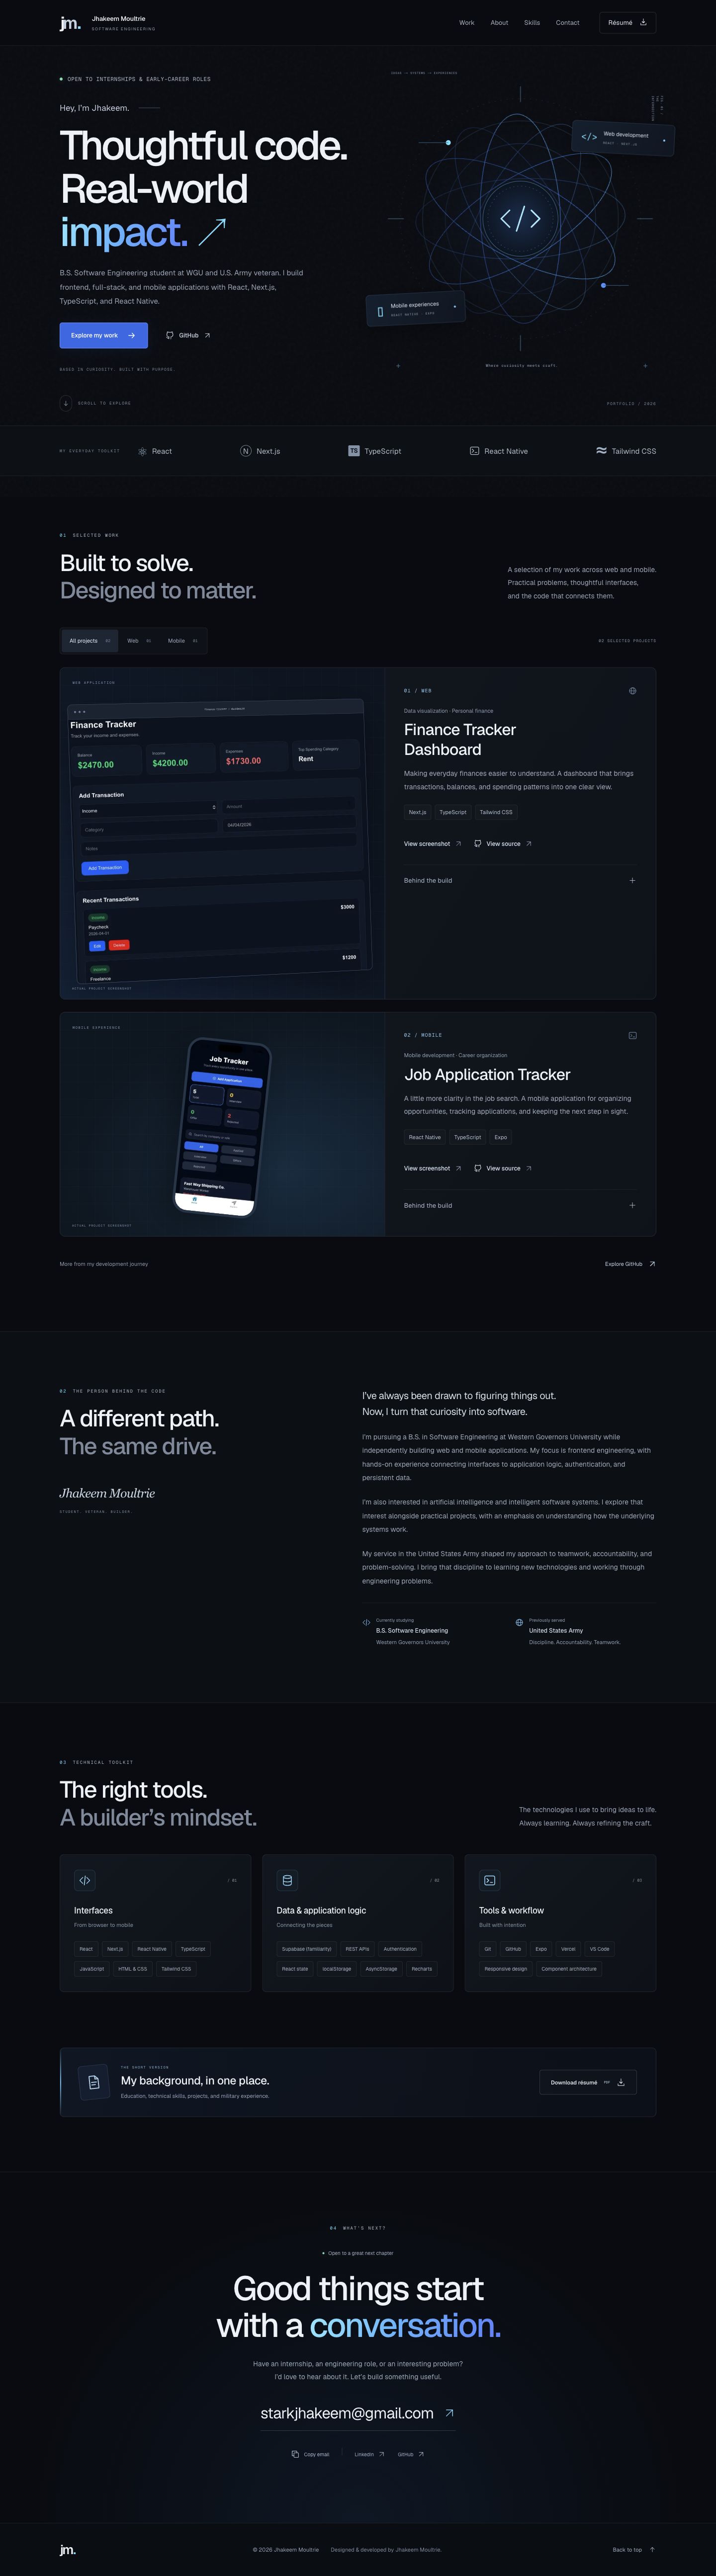 jm.
Jhakeem Moultrie
SOFTWARE ENGINEERING
Work
About
Skills
Contact
Résumé
OPEN TO INTERNSHIPS & EARLY-CAREER ROLES
Hey, I'm Jhakeem.
Thoughtful code.
Real-world
impact.
B.S. Software Engineering student at WGU and U.S. Army veteran. I build
frontend, full-stack, and mobile applications with React, Next.js,
TypeScript, and React Native.
Explore my work
GitHub
BASED IN CURIOSITY. BUILT WITH PURPOSE.
SCROLL TO EXPLORE
</>
Web development
REACT · NEXT.JS
</>
Mobile experiences
REACT NATIVE · EXPO
Where curiosity meets craft.
PORTFOLIO / 2026
MY EVERYDAY TOOLKIT
React
N
Next.js
TS
TypeScript
React Native
Tailwind CSS
01 SELECTED WORK
Built to solve.
Designed to matter.
A selection of my work across web and mobile.
Practical problems, thoughtful interfaces,
and the code that connects them.
All projects 02
Web 01
Mobile 01
02 SELECTED PROJECTS
WEB APPLICATION
Finance Tracker
Track your income and expenses
Balance
$2470.00
Income
$4200.00
Expenses
$1730.00
Top Spending Category
Rent
Add Transaction
Income
Amount
Category
Notes
Add Transaction
Recent Transactions
Income
$3000
Paycheck
Edit
Delete
Income
$1200
Freelance
ACTUAL PROJECT SCREENSHOT
01 / WEB
Data visualization · Personal finance
Finance Tracker
Dashboard
Making everyday finances easier to understand. A dashboard that brings
transactions, balances, and spending patterns into one clear view.
Next.js
TypeScript
Tailwind CSS
View screenshot
View source
Behind the build
MOBILE EXPERIENCE
Job Tracker
Add Application
Fast Way Shipping Co.
ACTUAL PROJECT SCREENSHOT
02 / MOBILE
Mobile development · Career organization
Job Application Tracker
A little more clarity in the job search. A mobile application for organizing
opportunities, tracking applications, and keeping the next step in sight.
React Native
TypeScript
Expo
View screenshot
View source
Behind the build
More from my development journey
Explore GitHub
02 THE PERSON BEHIND THE CODE
A different path.
The same drive.
Jhakeem Moultrie
STUDENT. VETERAN. BUILDER.
I've always been drawn to figuring things out.
Now, I turn that curiosity into software.
I'm pursuing a B.S. in Software Engineering at Western Governors University while
independently building web and mobile applications. My focus is frontend engineering, with
hands-on experience connecting interfaces to application logic, authentication, and
persistent data.
I'm also interested in artificial intelligence and intelligent software systems. I explore that
interest alongside practical projects, with an emphasis on understanding how the underlying
systems work.
My service in the United States Army shaped my approach to teamwork, accountability, and
problem-solving. I bring that discipline to learning new technologies and working through
engineering problems.
Currently studying
B.S. Software Engineering
Western Governors University
Previously served
United States Army
Discipline. Accountability. Teamwork.
03 TECHNICAL TOOLKIT
The right tools.
A builder's mindset.
The technologies I use to bring ideas to life.
Always learning. Always refining the craft.
/ 01
Interfaces
From browser to mobile
React
Next.js
React Native
TypeScript
JavaScript
HTML & CSS
Tailwind CSS
/ 02
Data & application logic
Connecting the pieces
Supabase (familiarity)
REST APIs
Authentication
React state
localStorage
AsyncStorage
Recharts
/ 03
Tools & workflow
Built with intention
Git
GitHub
Expo
Vercel
VS Code
Responsive design
Component architecture
THE SHORT VERSION
My background, in one place.
Education, technical skills, projects, and military experience.
Download résumé PDF
04 WHAT'S NEXT?
Open to a great next chapter
Good things start
with a conversation.
Have an internship, an engineering role, or an interesting problem?
I'd love to hear about it. Let's build something useful.
starkjhakeem@gmail.com
Copy email
LinkedIn
GitHub
jm.
© 2026 Jhakeem Moultrie
Designed & developed by Jhakeem Moultrie.
Back to top